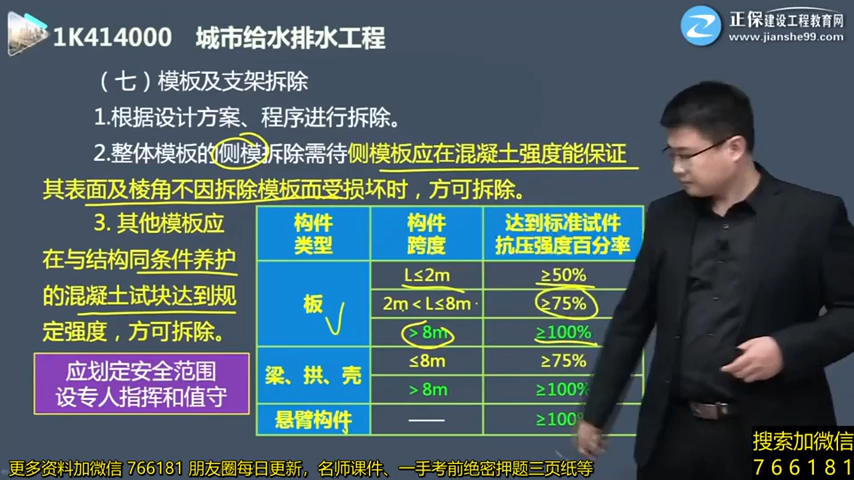 1K414000 城市给水排水工程
正保建设工程教育网
www.jianshe99.com
（七）模板及支架拆除
1.根据设计方案、程序进行拆除。
2.整体模板的侧模拆除需待侧模板应在混凝土强度能保证
其表面及棱角不因拆除模板而受损坏时，方可拆除。
3. 其他模板应
在与结构同条件养护
的混凝土试块达到规
定强度，方可拆除。
应划定安全范围
设专人指挥和值守
构件类型 构件跨度 达到标准试件抗压强度百分率
板 L≤2m ≥50%
2m＜L≤8m ≥75%
＞8m ≥100%
梁、拱、壳 ≤8m ≥75%
＞8m ≥100%
悬臂构件 —— ≥100
搜索加微信
766181
更多资料加微信 766181 朋友圈每日更新，名师课件、一手考前绝密押题三页纸等